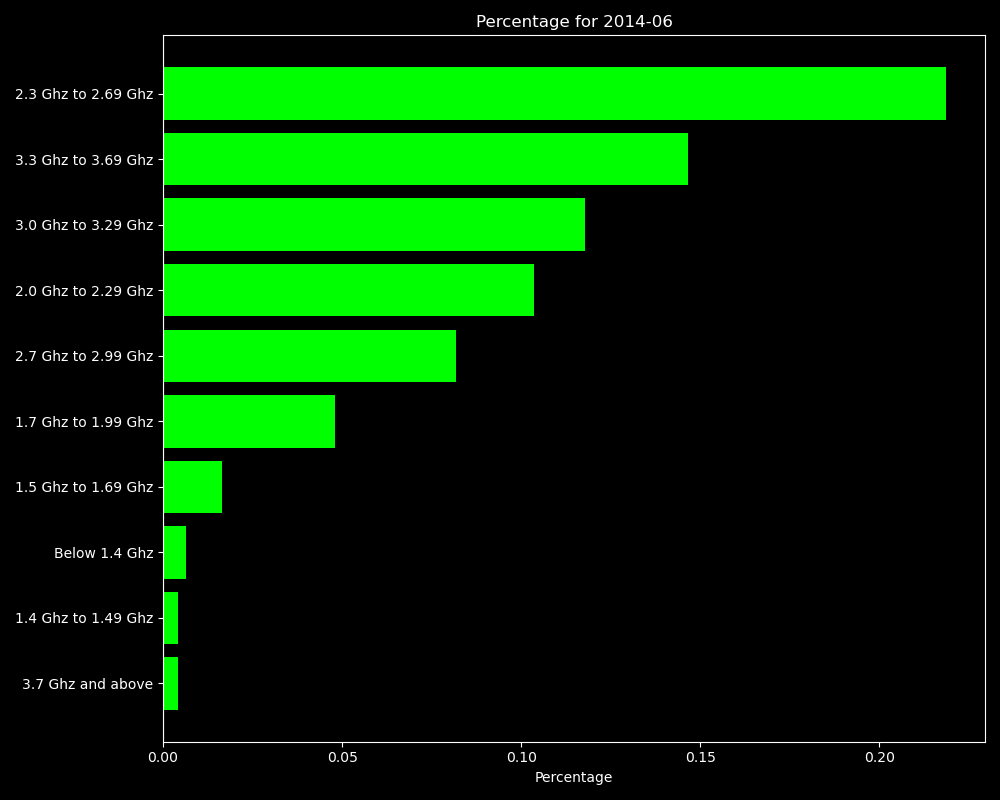 Percentage for 2014-06
2.3 Ghz to 2.69 Ghz
3.3 Ghz to 3.69 Ghz
3.0 Ghz to 3.29 Ghz
2.0 Ghz to 2.29 Ghz
2.7 Ghz to 2.99 Ghz
1.7 Ghz to 1.99 Ghz
1.5 Ghz to 1.69 Ghz
Below 1.4 Ghz
1.4 Ghz to 1.49 Ghz
3.7 Ghz and above
0.00 0.05 0.10 0.15 0.20
Percentage